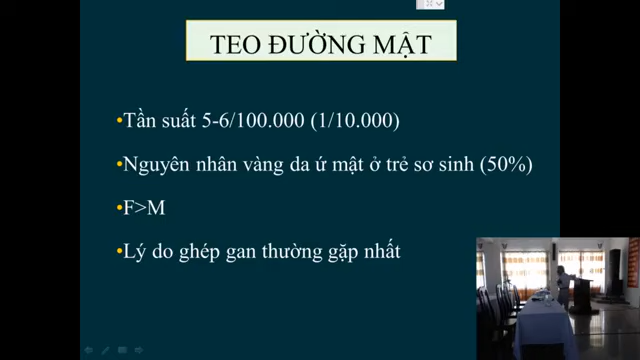 TEO ĐƯỜNG MẬT
•Tần suất 5-6/100.000 (1/10.000)
•Nguyên nhân vàng da ứ mật ở trẻ sơ sinh (50%)
•F>M
•Lý do ghép gan thường gặp nhất